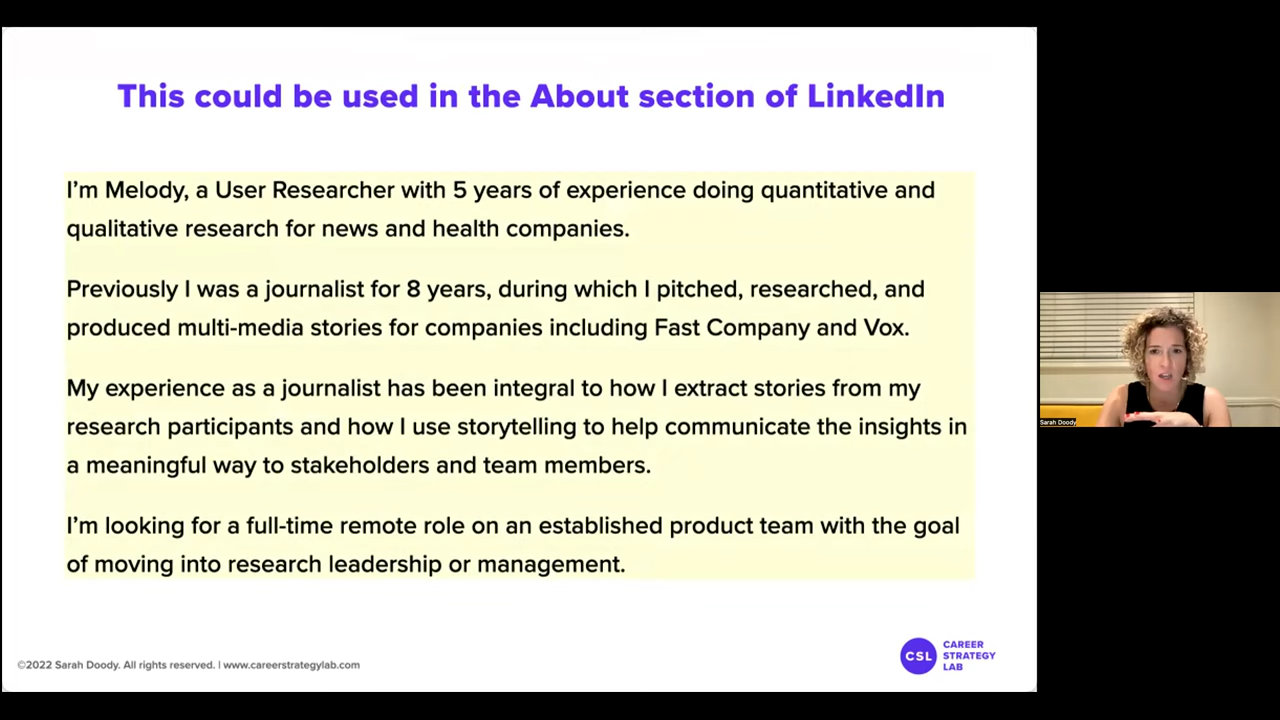 This could be used in the About section of LinkedIn
I’m Melody, a User Researcher with 5 years of experience doing quantitative and
qualitative research for news and health companies.
Previously I was a journalist for 8 years, during which I pitched, researched, and
produced multi-media stories for companies including Fast Company and Vox.
My experience as a journalist has been integral to how I extract stories from my
research participants and how I use storytelling to help communicate the insights in
a meaningful way to stakeholders and team members.
I’m looking for a full-time remote role on an established product team with the goal
of moving into research leadership or management.
©2022 Sarah Doody. All rights reserved. | www.careerstrategylab.com
CSL
CAREER
STRATEGY
LAB
Sarah Doody